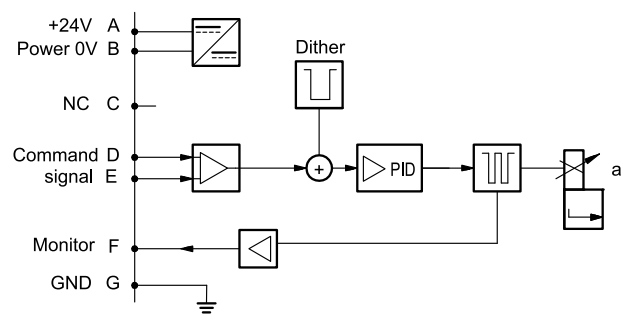 +24V A
Power 0V B
Dither
NC C
Command D
signal E
+
PID
a
Monitor F
GND G